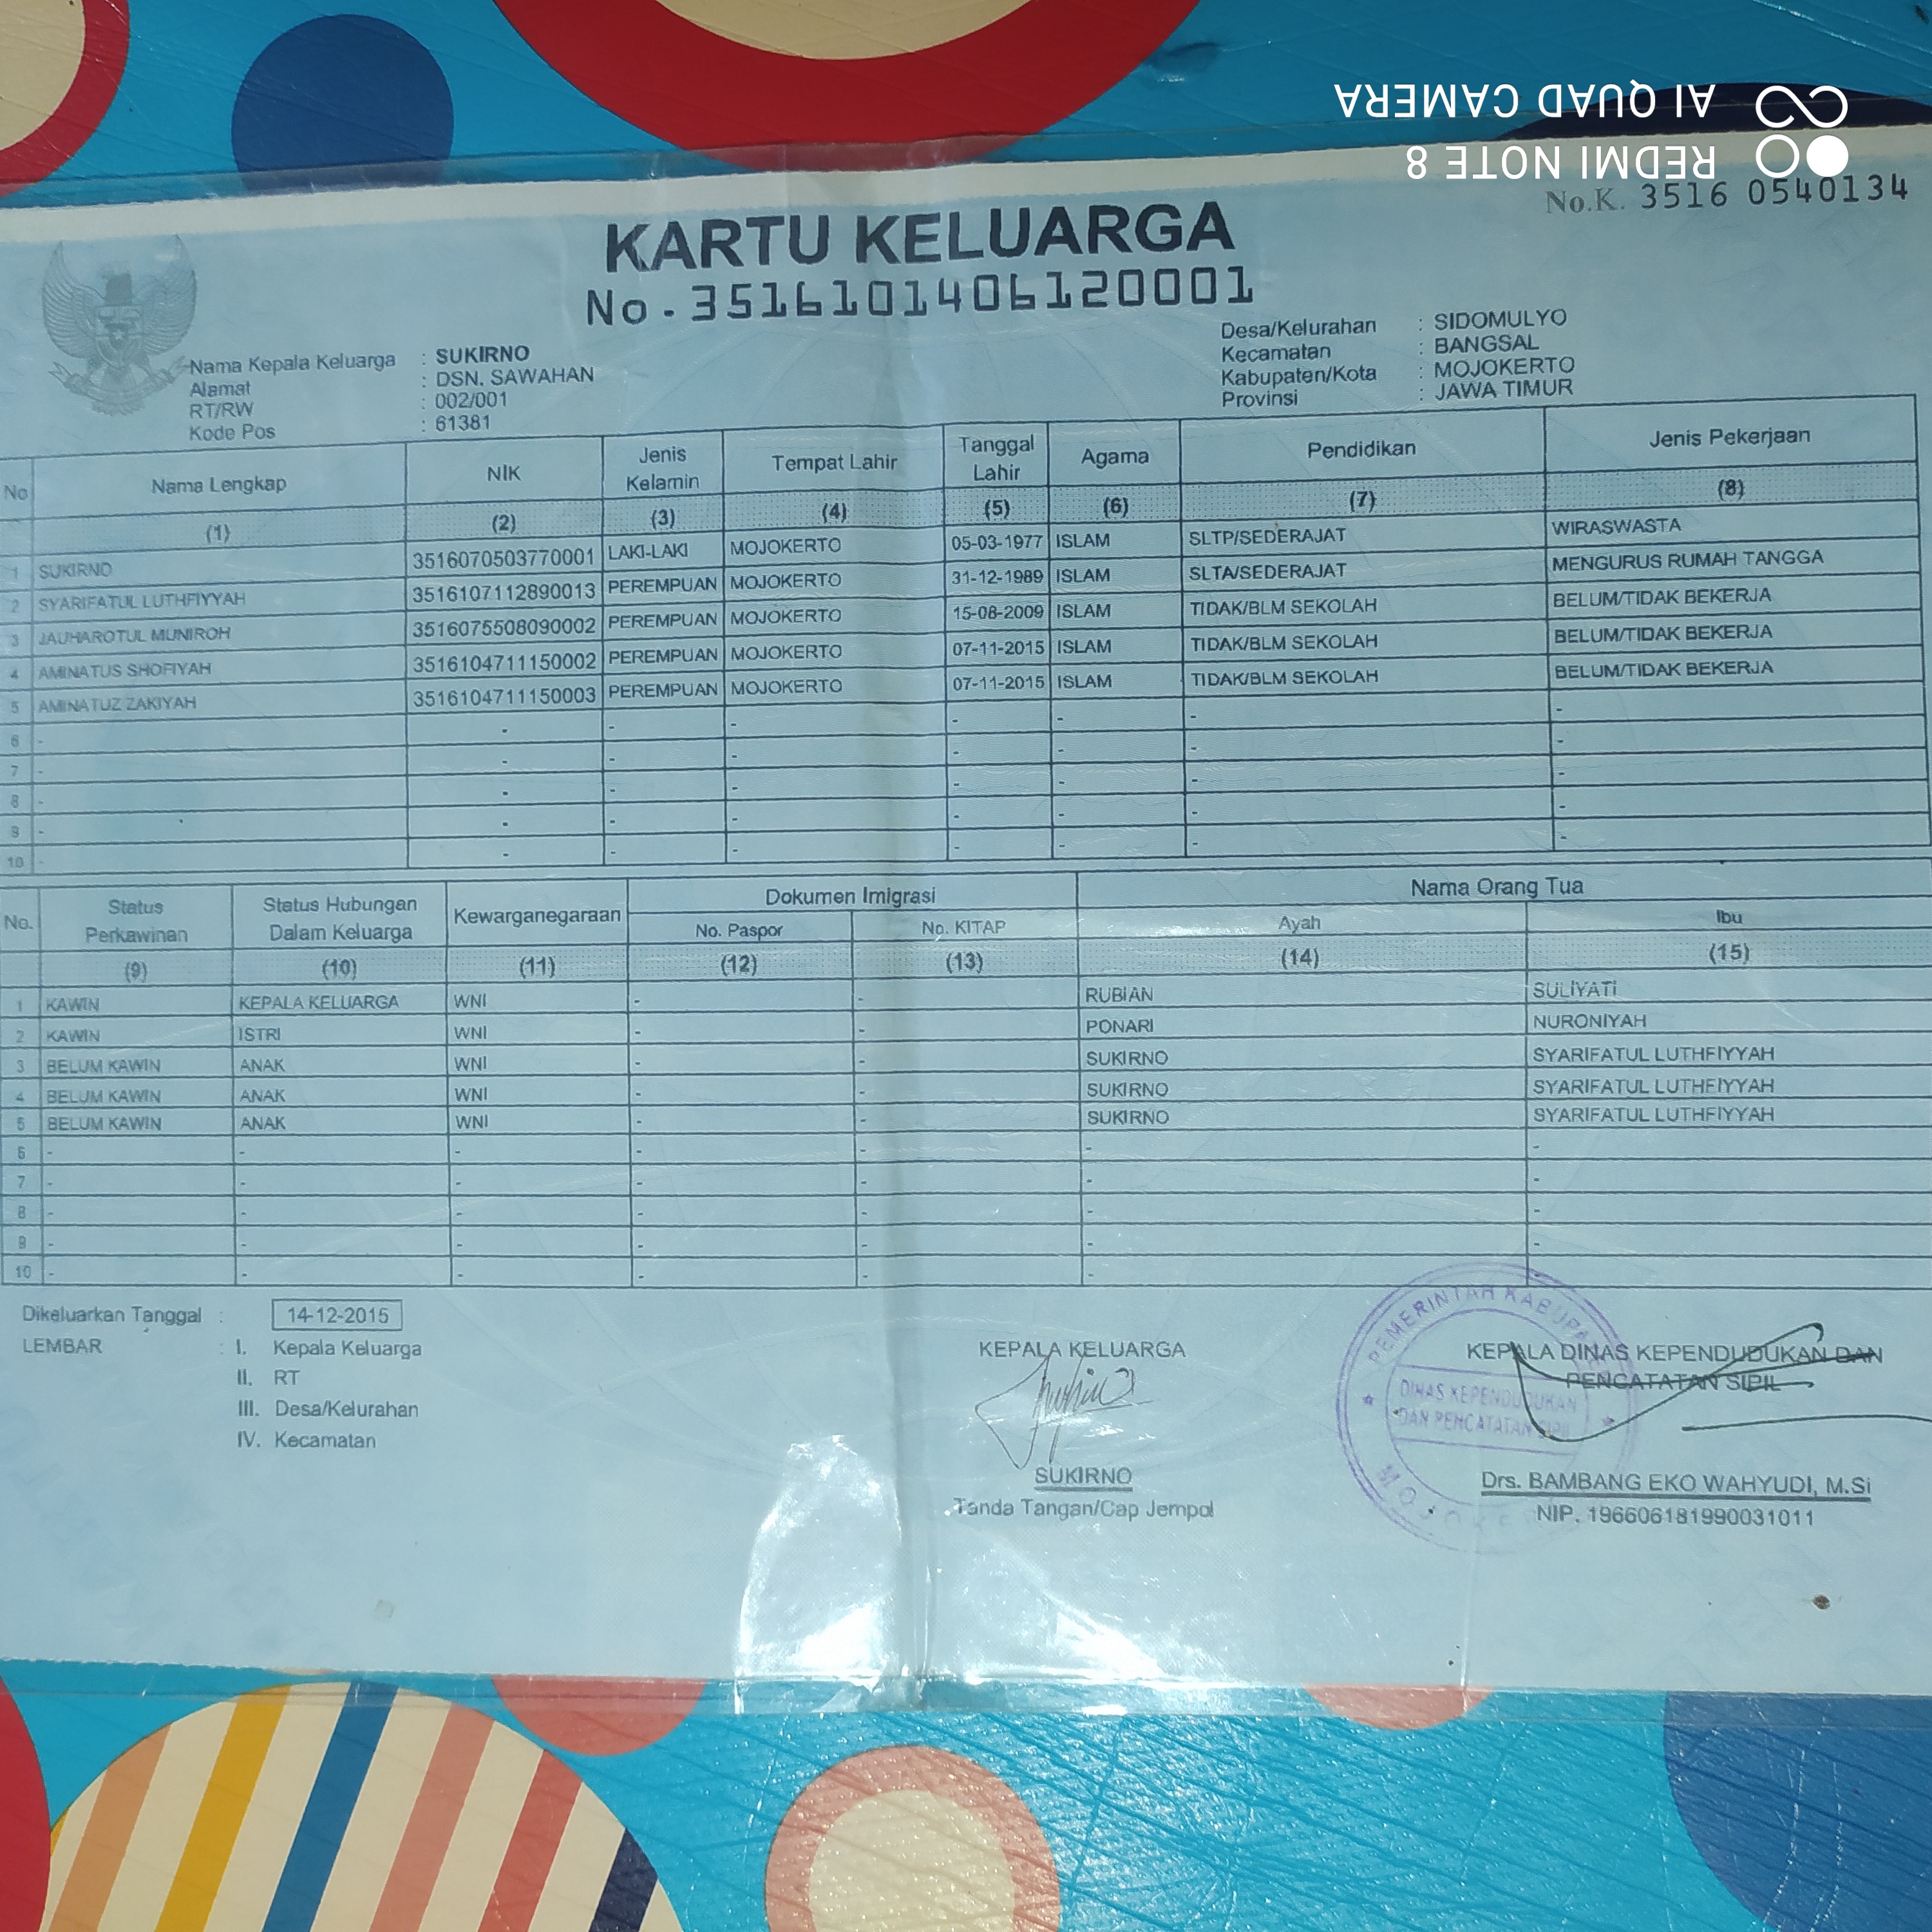 REDMI NOTE 8
AI QUAD CAMERA
No.K. 3516 0540134
KARTU KELUARGA
No.3516101406120001
Nama Kepala Keluarga : SUKIRNO
Alamat : DSN. SAWAHAN
RT/RW : 002/001
Kode Pos : 61381
Desa/Kelurahan : SIDOMULYO
Kecamatan : BANGSAL
Kabupaten/Kota : MOJOKERTO
Provinsi : JAWA TIMUR
No Nama Lengkap NIK Jenis Kelamin Tempat Lahir Tanggal Lahir Agama Pendidikan Jenis Pekerjaan
(1) (2) (3) (4) (5) (6) (7) (8)
1 SUKIRNO 3516070503770001 LAKI-LAKI MOJOKERTO 05-03-1977 ISLAM SLTP/SEDERAJAT WIRASWASTA
2 SYARIFATUL LUTHFIYYAH 3516107112890013 PEREMPUAN MOJOKERTO 31-12-1989 ISLAM SLTA/SEDERAJAT MENGURUS RUMAH TANGGA
3 JAUHAROTUL MUNIROH 3516075508090002 PEREMPUAN MOJOKERTO 15-08-2009 ISLAM TIDAK/BLM SEKOLAH BELUM/TIDAK BEKERJA
4 AMINATUS SHOFIYAH 3516104711150002 PEREMPUAN MOJOKERTO 07-11-2015 ISLAM TIDAK/BLM SEKOLAH BELUM/TIDAK BEKERJA
5 AMINATUZ ZAKIYAH 3516104711150003 PEREMPUAN MOJOKERTO 07-11-2015 ISLAM TIDAK/BLM SEKOLAH BELUM/TIDAK BEKERJA
6 - - - - - - - -
7 - - - - - - - -
8 - - - - - - - -
9 - - - - - - - -
10 - - - - - - - -
No. Status Perkawinan Status Hubungan Dalam Keluarga Kewarganegaraan Dokumen Imigrasi Nama Orang Tua
No. Paspor No. KITAP Ayah Ibu
(9) (10) (11) (12) (13) (14) (15)
1 KAWIN KEPALA KELUARGA WNI - - RUBIAN SULIYATI
2 KAWIN ISTRI WNI - - PONARI NURONIYAH
3 BELUM KAWIN ANAK WNI - - SUKIRNO SYARIFATUL LUTHFIYYAH
4 BELUM KAWIN ANAK WNI - - SUKIRNO SYARIFATUL LUTHFIYYAH
5 BELUM KAWIN ANAK WNI - - SUKIRNO SYARIFATUL LUTHFIYYAH
6 - - - - - - -
7 - - - - - - -
8 - - - - - - -
9 - - - - - - -
10 - - - - - - -
Dikeluarkan Tanggal : 14-12-2015
LEMBAR : I. Kepala Keluarga
II. RT
III. Desa/Kelurahan
IV. Kecamatan
KEPALA KELUARGA
SUKIRNO
Tanda Tangan/Cap Jempol
KEPALA DINAS KEPENDUDUKAN DAN
PENCATATAN SIPIL
PEMERINTAH KABUPATEN
DINAS KEPENDUDUKAN
DAN PENCATATAN SIPIL
Drs. BAMBANG EKO WAHYUDI, M.Si
NIP. 196606181990031011